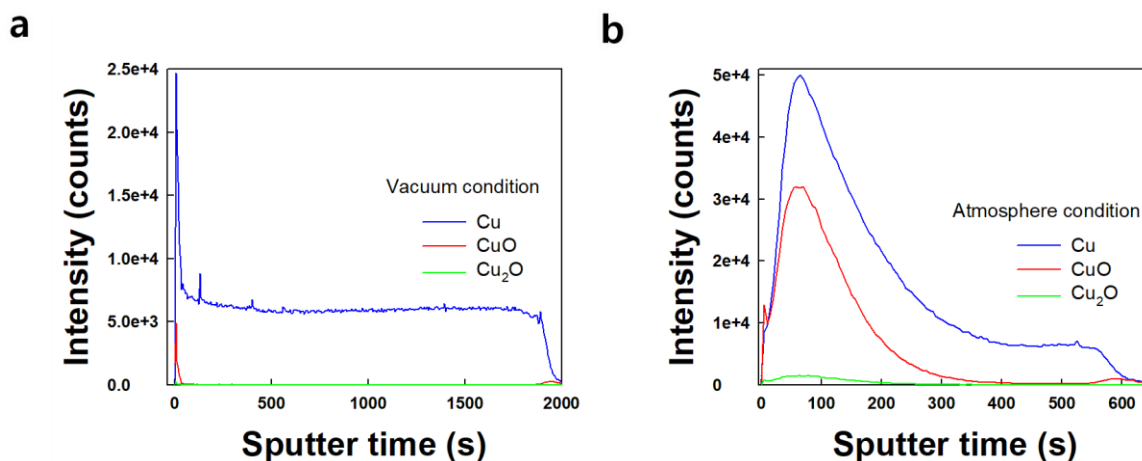 a
Intensity (counts)
2.5e+4
2.0e+4
1.5e+4
1.0e+4
5.0e+3
0.0
Vacuum condition
Cu
CuO
Cu₂O
0
500
1000
1500
2000
Sputter time (s)
b
Intensity (counts)
5e+4
4e+4
3e+4
2e+4
1e+4
0
Atmosphere condition
Cu
CuO
Cu₂O
0
100
200
300
400
500
600
Sputter time (s)